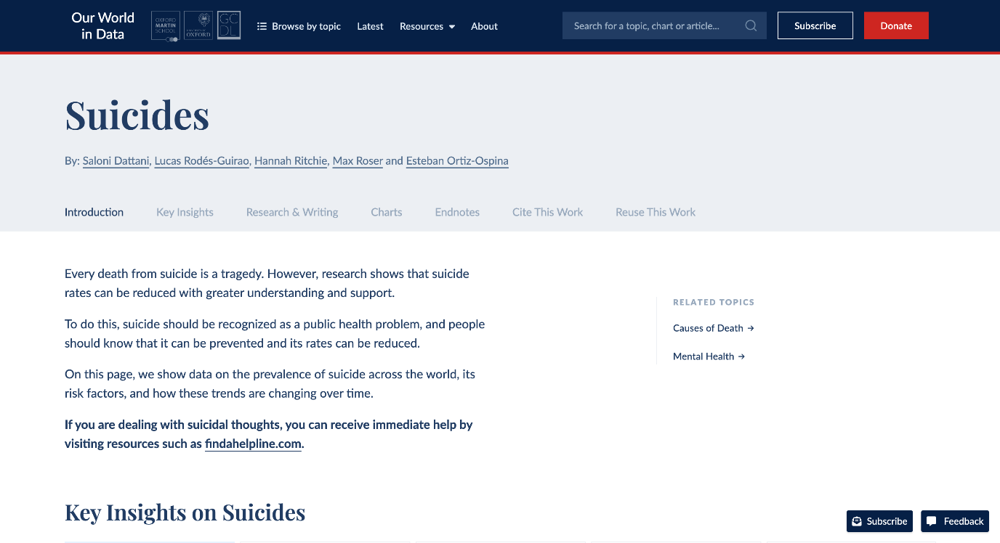 Our World
in Data
OXFORD
MARTIN
SCHOOL
UNIVERSITY OF
OXFORD
GC
DL
Browse by topic
Latest
Resources
About
Search for a topic, chart or article...
Subscribe
Donate
Suicides
By: Saloni Dattani, Lucas Rodés-Guirao, Hannah Ritchie, Max Roser and Esteban Ortiz-Ospina
Introduction
Key Insights
Research & Writing
Charts
Endnotes
Cite This Work
Reuse This Work
Every death from suicide is a tragedy. However, research shows that suicide
rates can be reduced with greater understanding and support.
To do this, suicide should be recognized as a public health problem, and people
should know that it can be prevented and its rates can be reduced.
On this page, we show data on the prevalence of suicide across the world, its
risk factors, and how these trends are changing over time.
If you are dealing with suicidal thoughts, you can receive immediate help by
visiting resources such as findahelpline.com.
RELATED TOPICS
Causes of Death →
Mental Health →
Key Insights on Suicides
Subscribe
Feedback